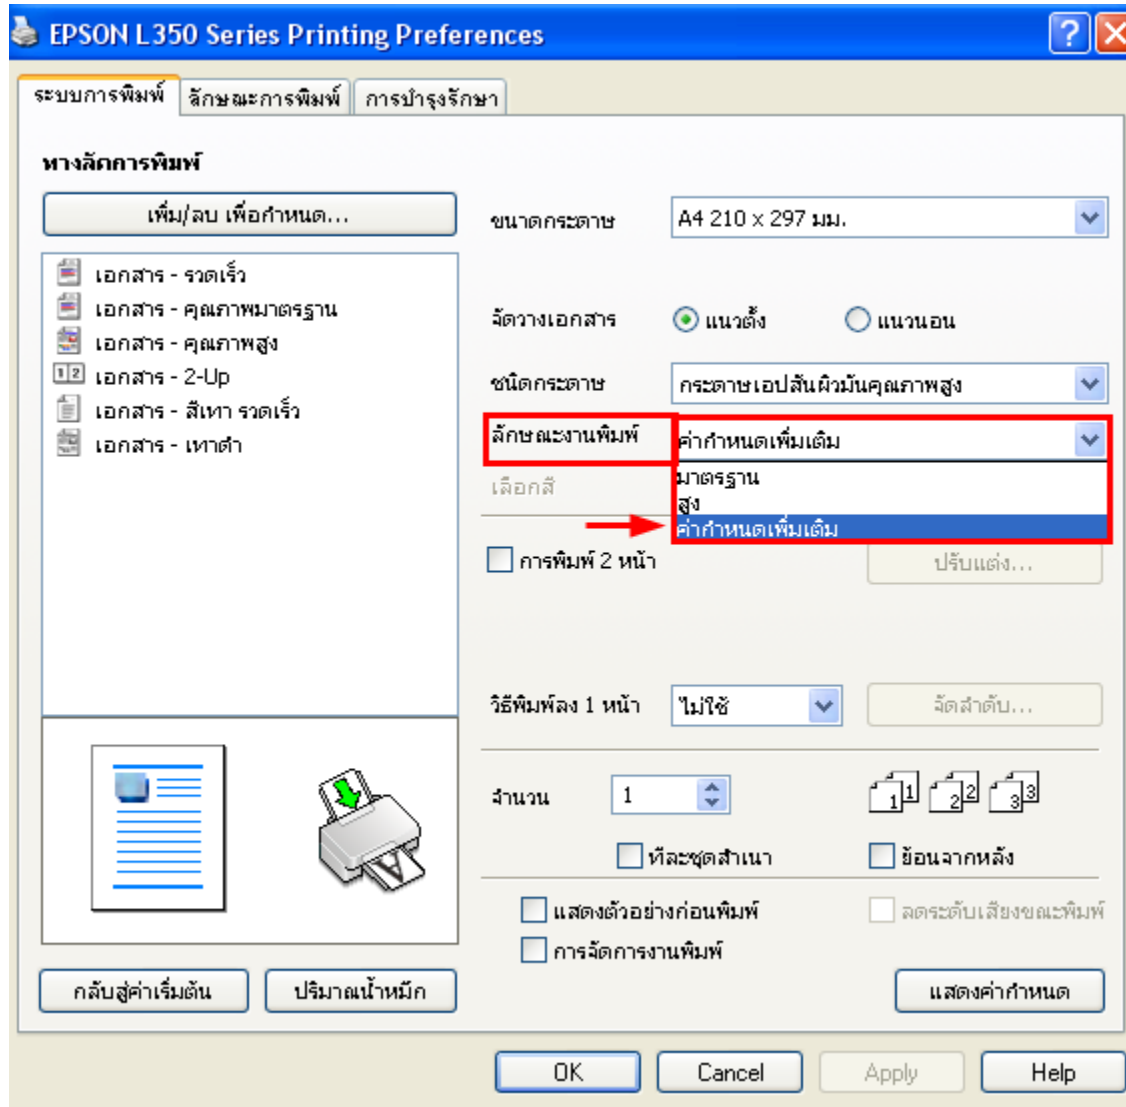 EPSON L350 Series Printing Preferences
ระบบการพิมพ์ ลักษณะการพิมพ์ การบำรุงรักษา
ทางลัดการพิมพ์
เพิ่ม/ลบ เพื่อกำหนด...
เอกสาร - รวดเร็ว
เอกสาร - คุณภาพมาตรฐาน
เอกสาร - คุณภาพสูง
เอกสาร - 2-Up
เอกสาร - สีเทา รวดเร็ว
เอกสาร - เทาดำ
ขนาดกระดาษ A4 210 x 297 มม.
จัดวางเอกสาร แนวตั้ง แนวนอน
ชนิดกระดาษ กระดาษเอปสันผิวมันคุณภาพสูง
ลักษณะงานพิมพ์ ค่ากำหนดเพิ่มเติม
มาตรฐาน
เลือกสี
สูง
ค่ากำหนดเพิ่มเติม
การพิมพ์ 2 หน้า ปรับแต่ง...
วิธีพิมพ์ลง 1 หน้า ไม่ใช้ จัดลำดับ...
จำนวน 1
1 1 2 2 3 3
ทีละชุดสำเนา ย้อนจากหลัง
แสดงตัวอย่างก่อนพิมพ์ ลดระดับเสียงขณะพิมพ์
การจัดการงานพิมพ์
กลับสู่ค่าเริ่มต้น ปริมาณน้ำหมึก แสดงค่ากำหนด
OK Cancel Apply Help